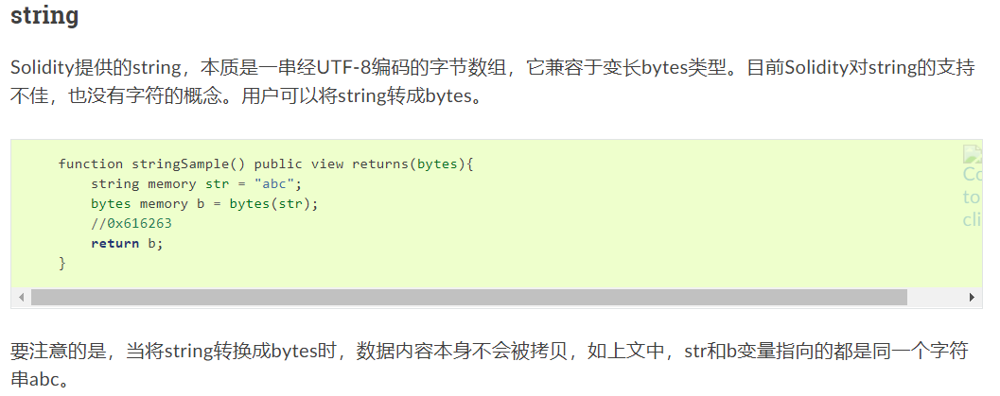 string
Solidity提供的string，本质是一串经UTF-8编码的字节数组，它兼容于变长bytes类型。目前Solidity对string的支持
不佳，也没有字符的概念。用户可以将string转成bytes。
function stringSample() public view returns(bytes){
string memory str = "abc";
bytes memory b = bytes(str);
//0x616263
return b;
}
Co
to
cli
要注意的是，当将string转换成bytes时，数据内容本身不会被拷贝，如上文中，str和b变量指向的都是同一个字符
串abc。